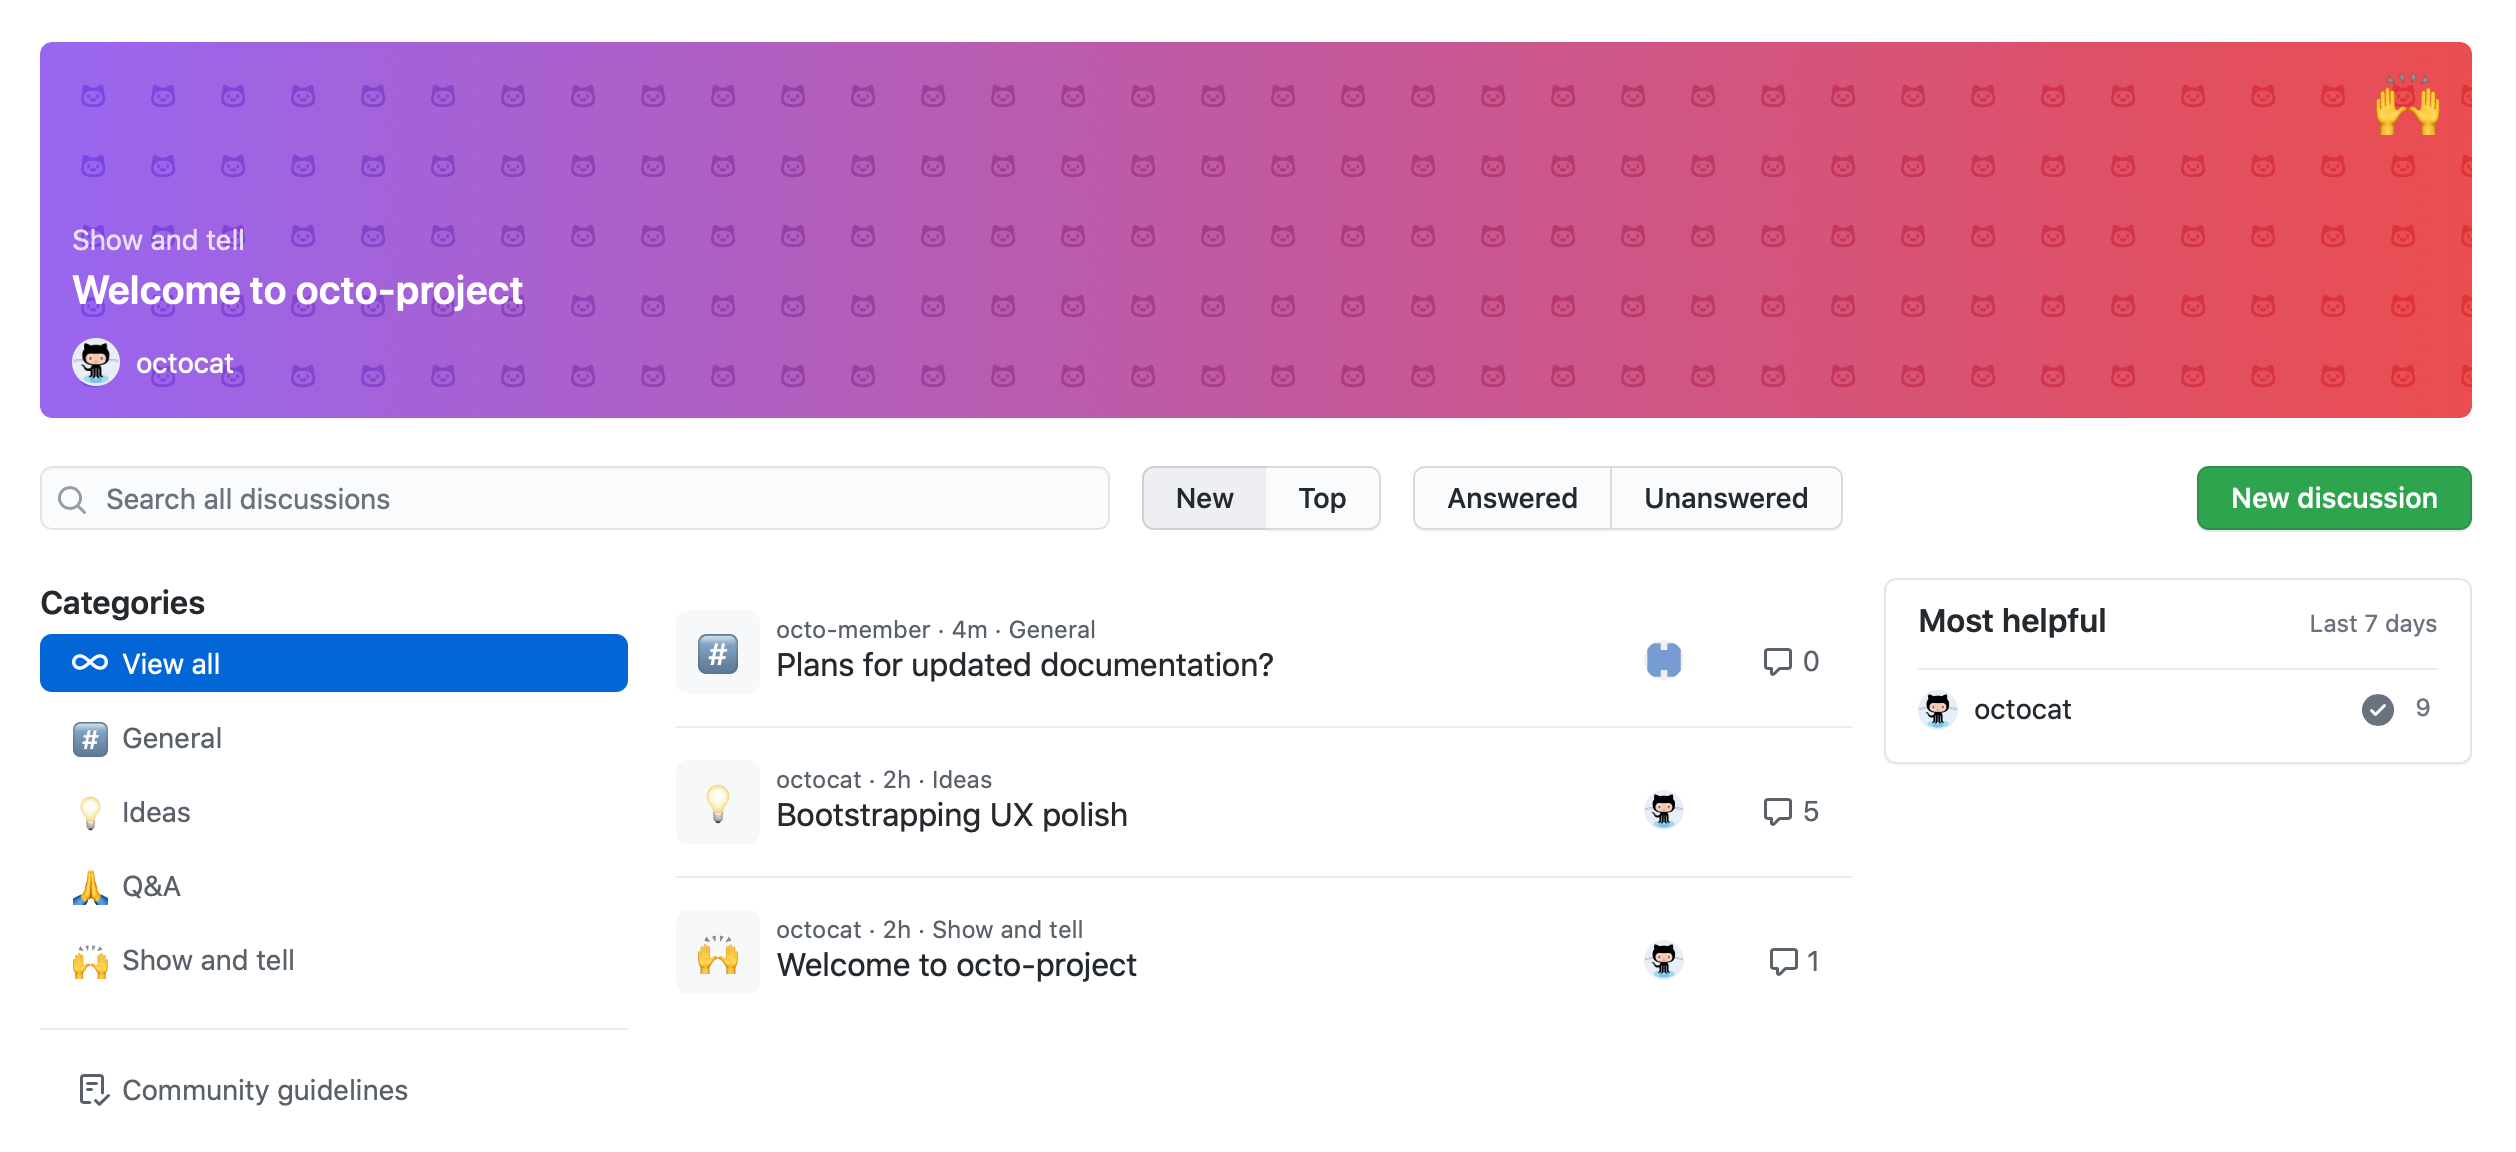 Show and tell
Welcome to octo-project
octocat
Search all discussions
New
Top
Answered
Unanswered
New discussion
Categories
View all
# General
Ideas
Q&A
Show and tell
Community guidelines
octo-member · 4m · General
# Plans for updated documentation?
0
octocat · 2h · Ideas
Bootstrapping UX polish
5
octocat · 2h · Show and tell
Welcome to octo-project
1
Most helpful
Last 7 days
octocat
9